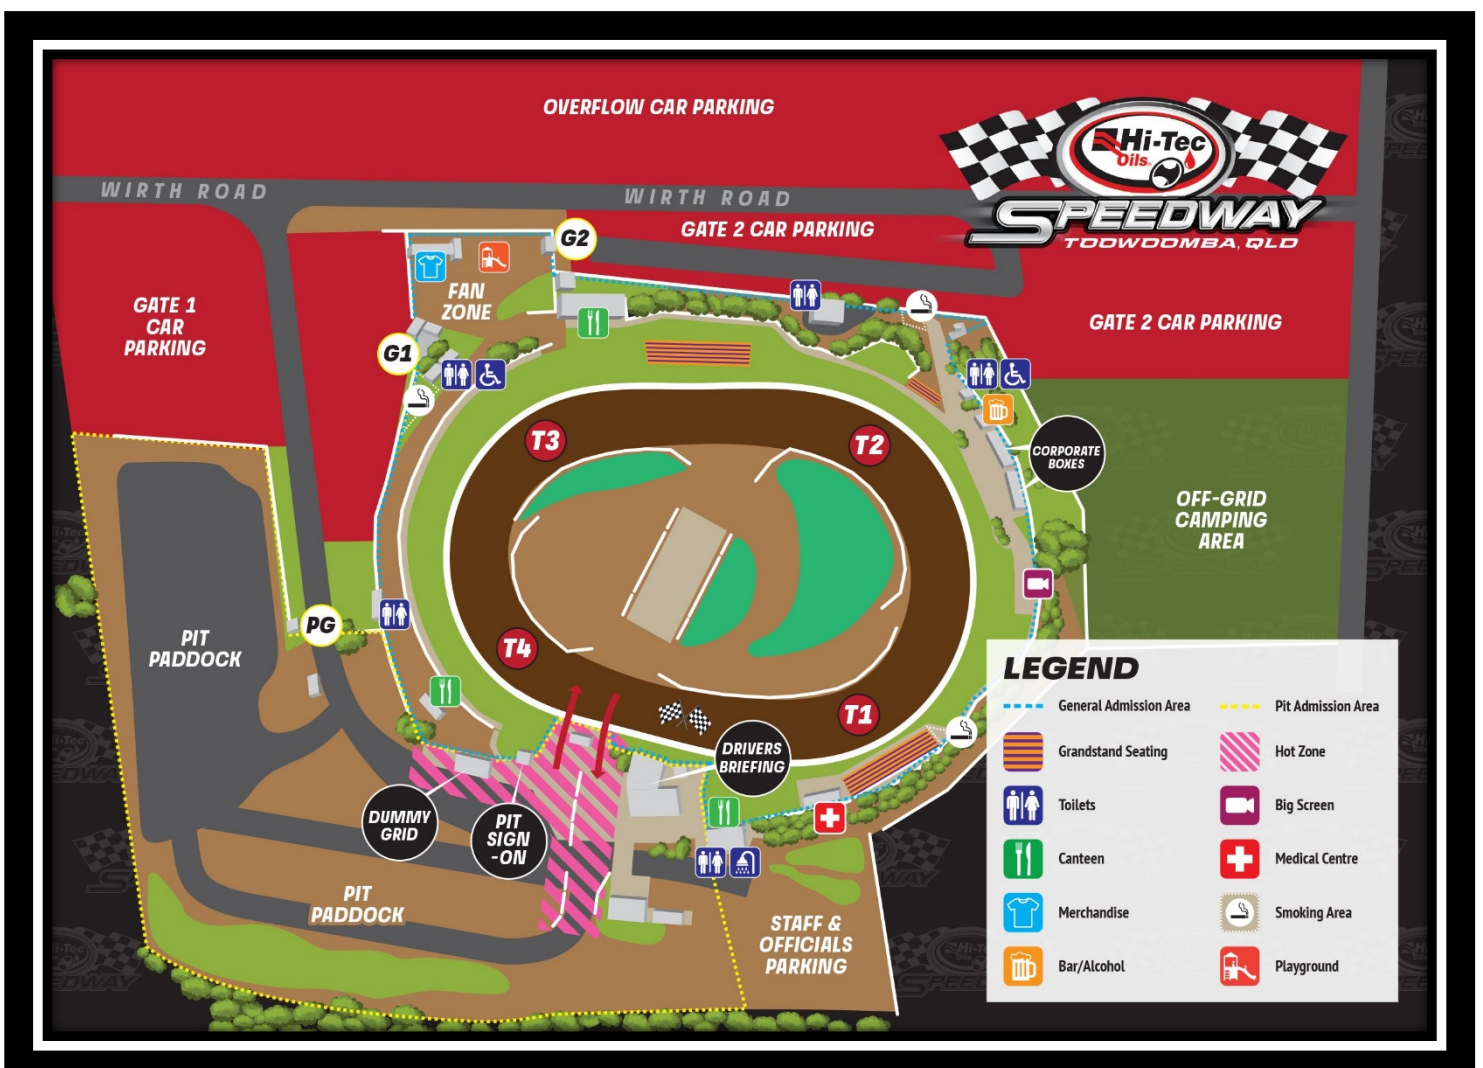 OVERFLOW CAR PARKING
Hi-Tec
Oils
SPEEDWAY
TOOWOOMBA, QLD
WIRTH ROAD
WIRTH ROAD
GATE 2 CAR PARKING
G2
FAN
ZONE
GATE 1
CAR
PARKING
G1
GATE 2 CAR PARKING
T3
T2
CORPORATE
BOXES
OFF-GRID
CAMPING
AREA
PG
PIT
PADDOCK
T4
T1
DRIVERS
BRIEFING
DUMMY
GRID
PIT
SIGN
-ON
PIT
PADDOCK
STAFF &
OFFICIALS
PARKING
LEGEND
General Admission Area
Pit Admission Area
Grandstand Seating
Hot Zone
Toilets
Big Screen
Canteen
Medical Centre
Merchandise
Smoking Area
Bar/Alcohol
Playground